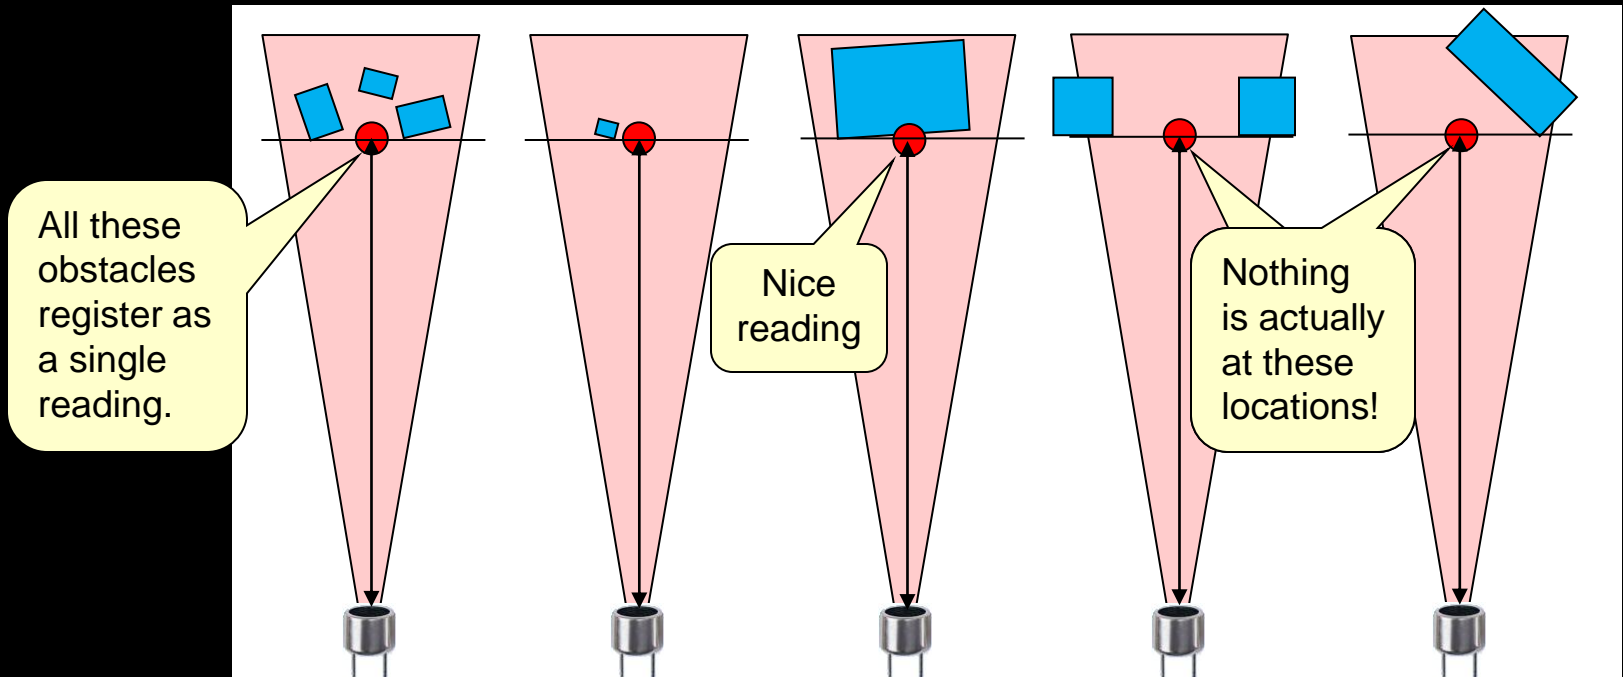 All these
obstacles
register as
a single
reading.
Nice
reading
Nothing
is actually
at these
locations!